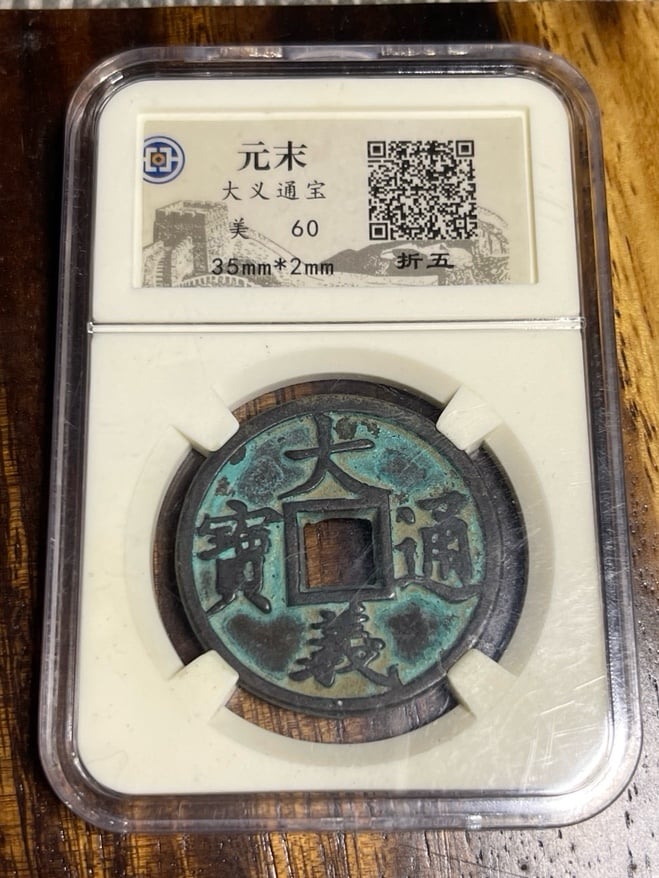 元末
大义通宝
美 60
35mm*2mm 折五
大
寶 通
義